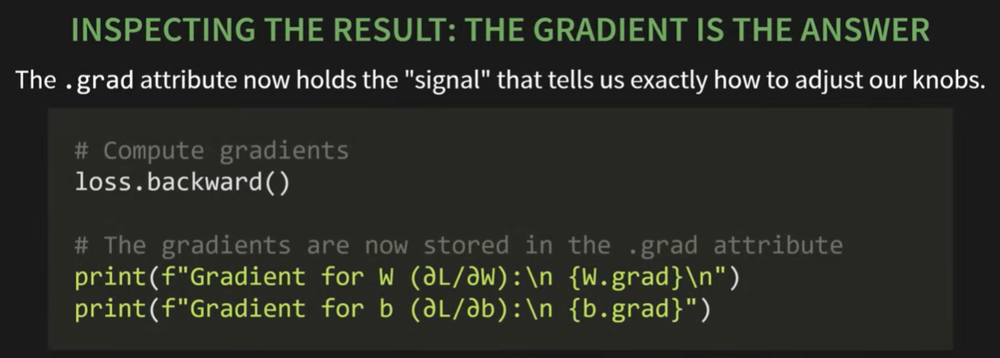 INSPECTING THE RESULT: THE GRADIENT IS THE ANSWER
The .grad attribute now holds the "signal" that tells us exactly how to adjust our knobs.
# Compute gradients
loss.backward()
# The gradients are now stored in the .grad attribute
print(f"Gradient for W (∂L/∂W):\n {W.grad}\n")
print(f"Gradient for b (∂L/∂b):\n {b.grad}")